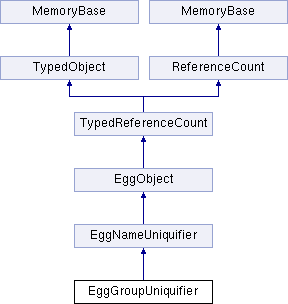 MemoryBase MemoryBase
TypedObject ReferenceCount
TypedReferenceCount
EggObject
EggNameUniquifier
EggGroupUniquifier